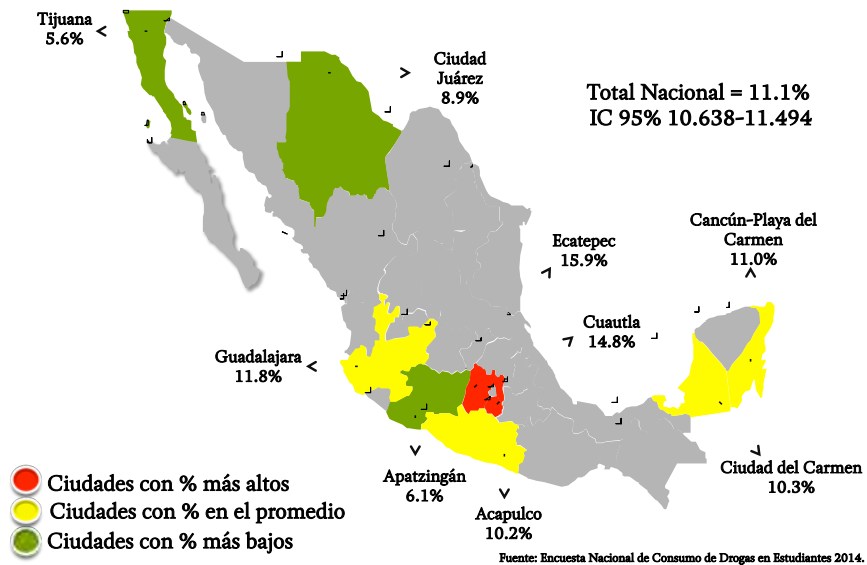 Tijuana
5.6%
Ciudad
Juárez
8.9%
Total Nacional = 11.1%
IC 95% 10.638-11.494
Ecatepec
15.9%
Cancún-Playa del
Carmen
11.0%
Cuautla
14.8%
Guadalajara
11.8%
Apatzingán
6.1%
Acapulco
10.2%
Ciudad del Carmen
10.3%
Ciudades con % más altos
Ciudades con % en el promedio
Ciudades con % más bajos
Fuente: Encuesta Nacional de Consumo de Drogas en Estudiantes 2014.